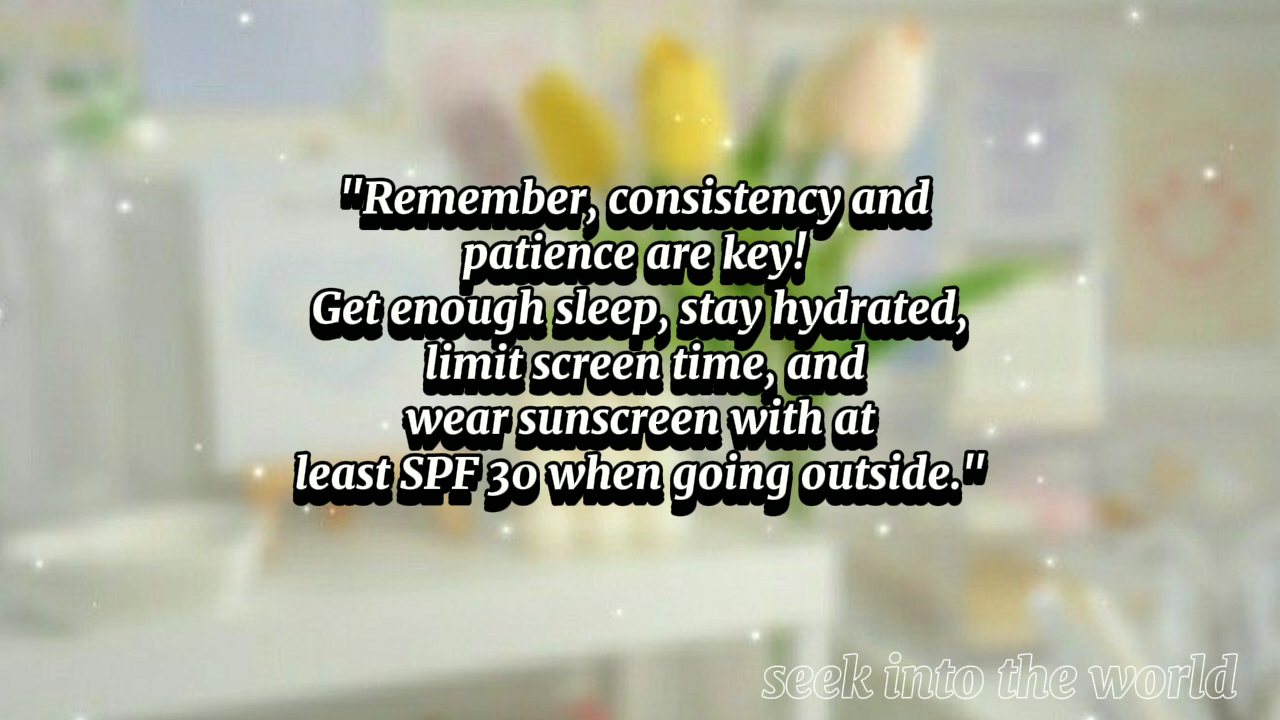 "Remember, consistency and
patience are key!
Get enough sleep, stay hydrated,
limit screen time, and
wear sunscreen with at
least SPF 30 when going outside."
seek into the world